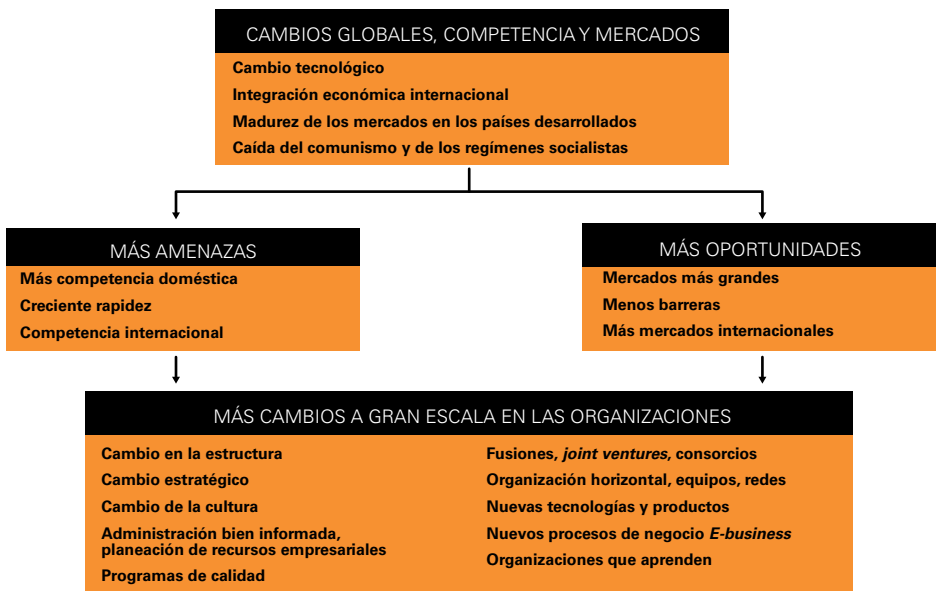 CAMBIOS GLOBALES, COMPETENCIA Y MERCADOS
Cambio tecnológico
Integración económica internacional
Madurez de los mercados en los países desarrollados
Caída del comunismo y de los regímenes socialistas
MÁS AMENAZAS
Más competencia doméstica
Creciente rapidez
Competencia internacional
MÁS OPORTUNIDADES
Mercados más grandes
Menos barreras
Más mercados internacionales
MÁS CAMBIOS A GRAN ESCALA EN LAS ORGANIZACIONES
Cambio en la estructura
Cambio estratégico
Cambio de la cultura
Administración bien informada,
planeación de recursos empresariales
Programas de calidad
Fusiones, joint ventures, consorcios
Organización horizontal, equipos, redes
Nuevas tecnologías y productos
Nuevos procesos de negocio E-business
Organizaciones que aprenden